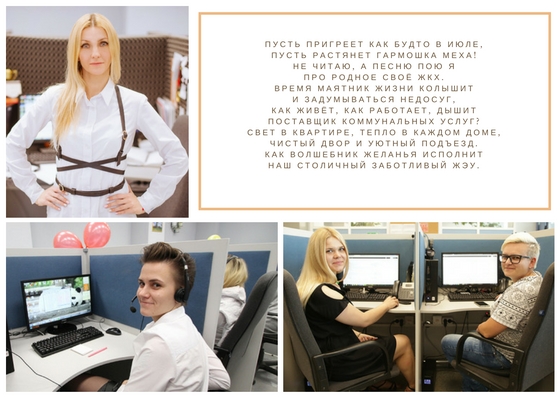 ПУСТЬ ПРИГРЕЕТ КАК БУДТО В ИЮЛЕ,
ПУСТЬ РАСТЯНЕТ ГАРМОШКА МЕХА!
НЕ ЧИТАЮ, А ПЕСНЮ ПОЮ Я
ПРО РОДНОЕ СВОЁ ЖКХ.
ВРЕМЯ МАЯТНИК ЖИЗНИ КОЛЫШИТ
И ЗАДУМЫВАТЬСЯ НЕДОСУГ,
КАК ЖИВЁТ, КАК РАБОТАЕТ, ДЫШИТ
ПОСТАВЩИК КОММУНАЛЬНЫХ УСЛУГ?
СВЕТ В КВАРТИРЕ, ТЕПЛО В КАЖДОМ ДОМЕ,
ЧИСТЫЙ ДВОР И УЮТНЫЙ ПОДЪЕЗД.
КАК ВОЛШЕБНИК ЖЕЛАНЬЯ ИСПОЛНИТ
НАШ СТОЛИЧНЫЙ ЗАБОТЛИВЫЙ ЖЭУ.